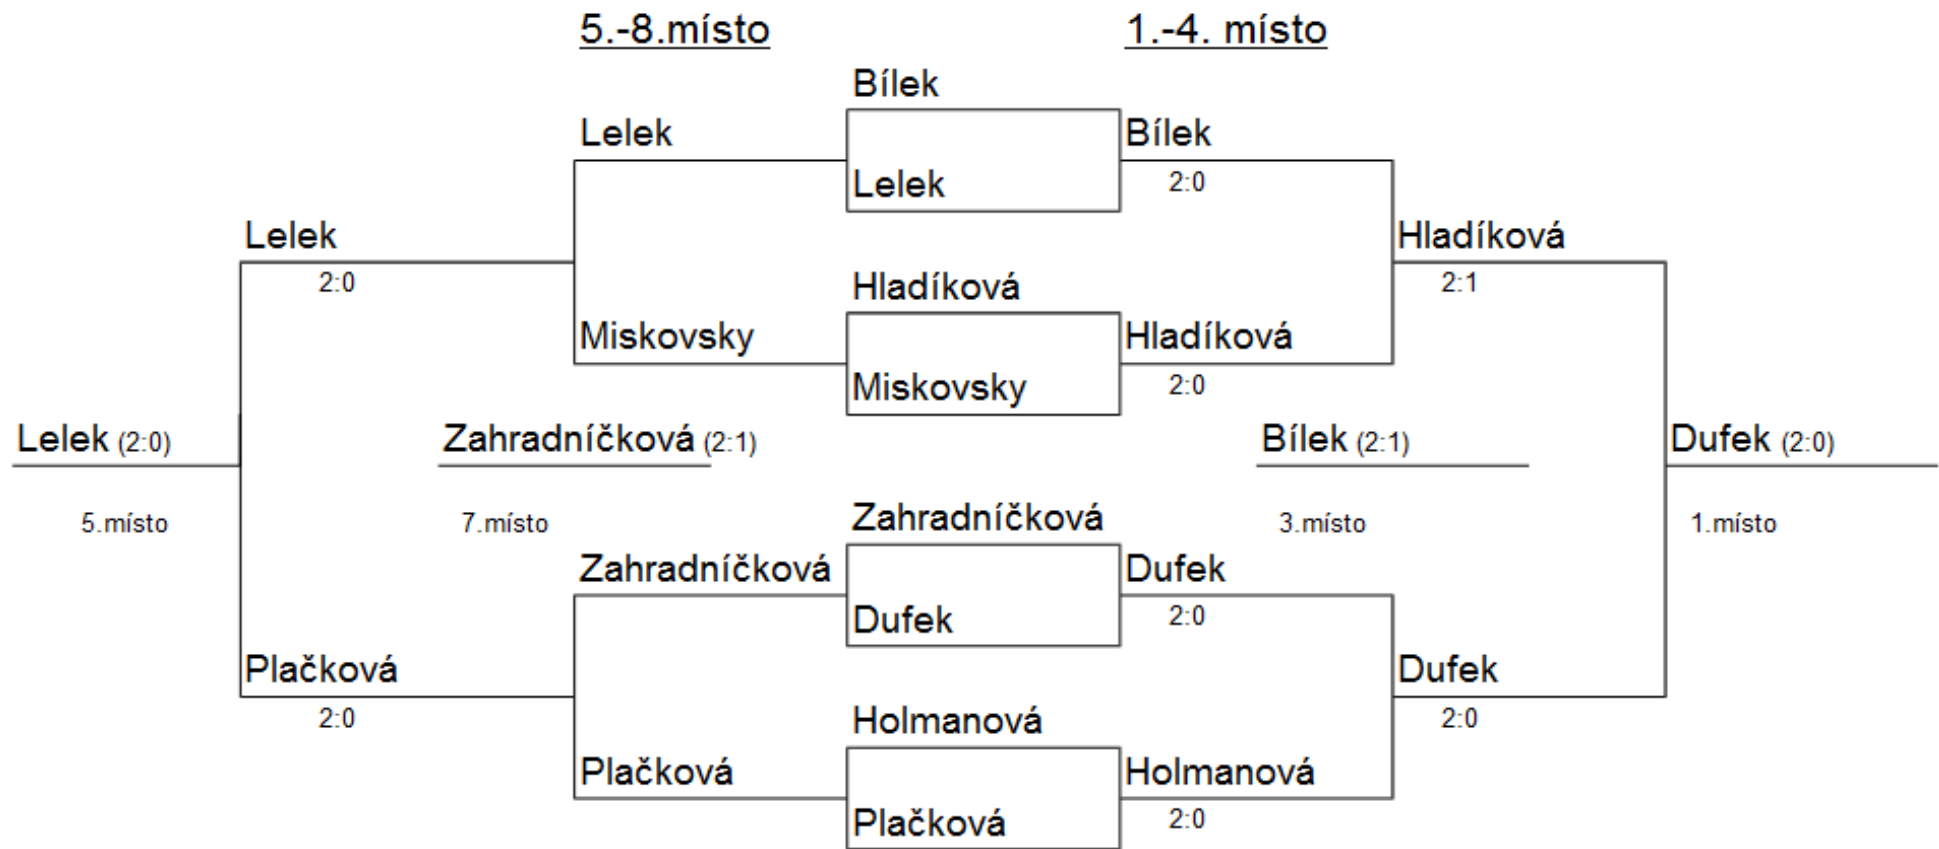 5.-8.místo 1.-4. místo
Bílek
Lelek Bílek
Lelek 2:0
Lelek Hladíková
2:0 Hladíková 2:1
Miskovsky Hladíková
Miskovsky 2:0
Lelek (2:0) Zahradníčková (2:1) Bílek (2:1) Dufek (2:0)
5.místo 7.místo Zahradníčková 3.místo 1.místo
Zahradníčková Dufek
Dufek 2:0
Plačková Dufek
2:0 Holmanová 2:0
Plačková Holmanová
Plačková 2:0